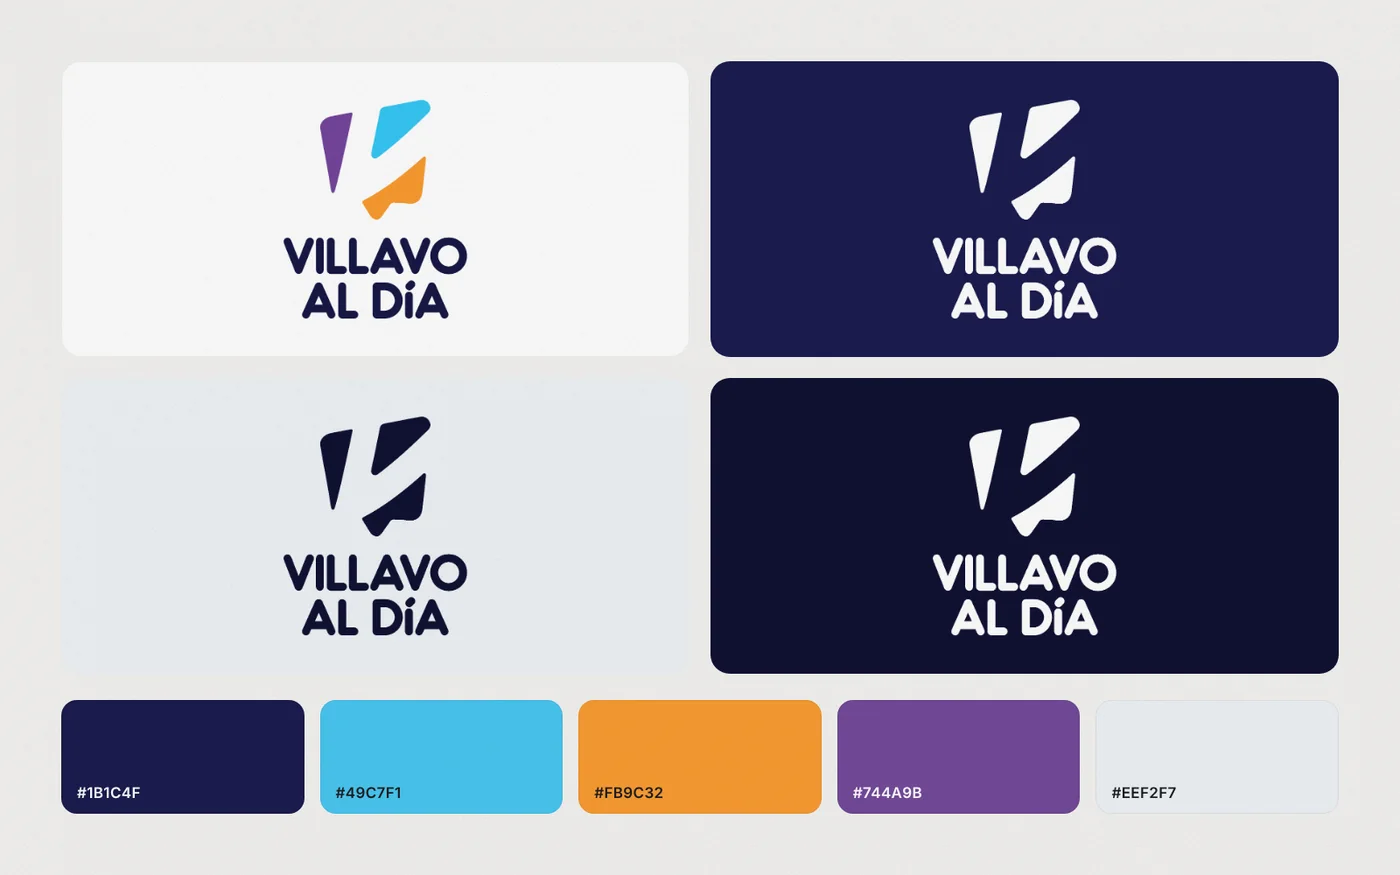 VILLAVO
AL DíA
VILLAVO
AL DíA
VILLAVO
AL DíA
VILLAVO
AL DíA
#1B1C4F
#49C7F1
#FB9C32
#744A9B
#EEF2F7